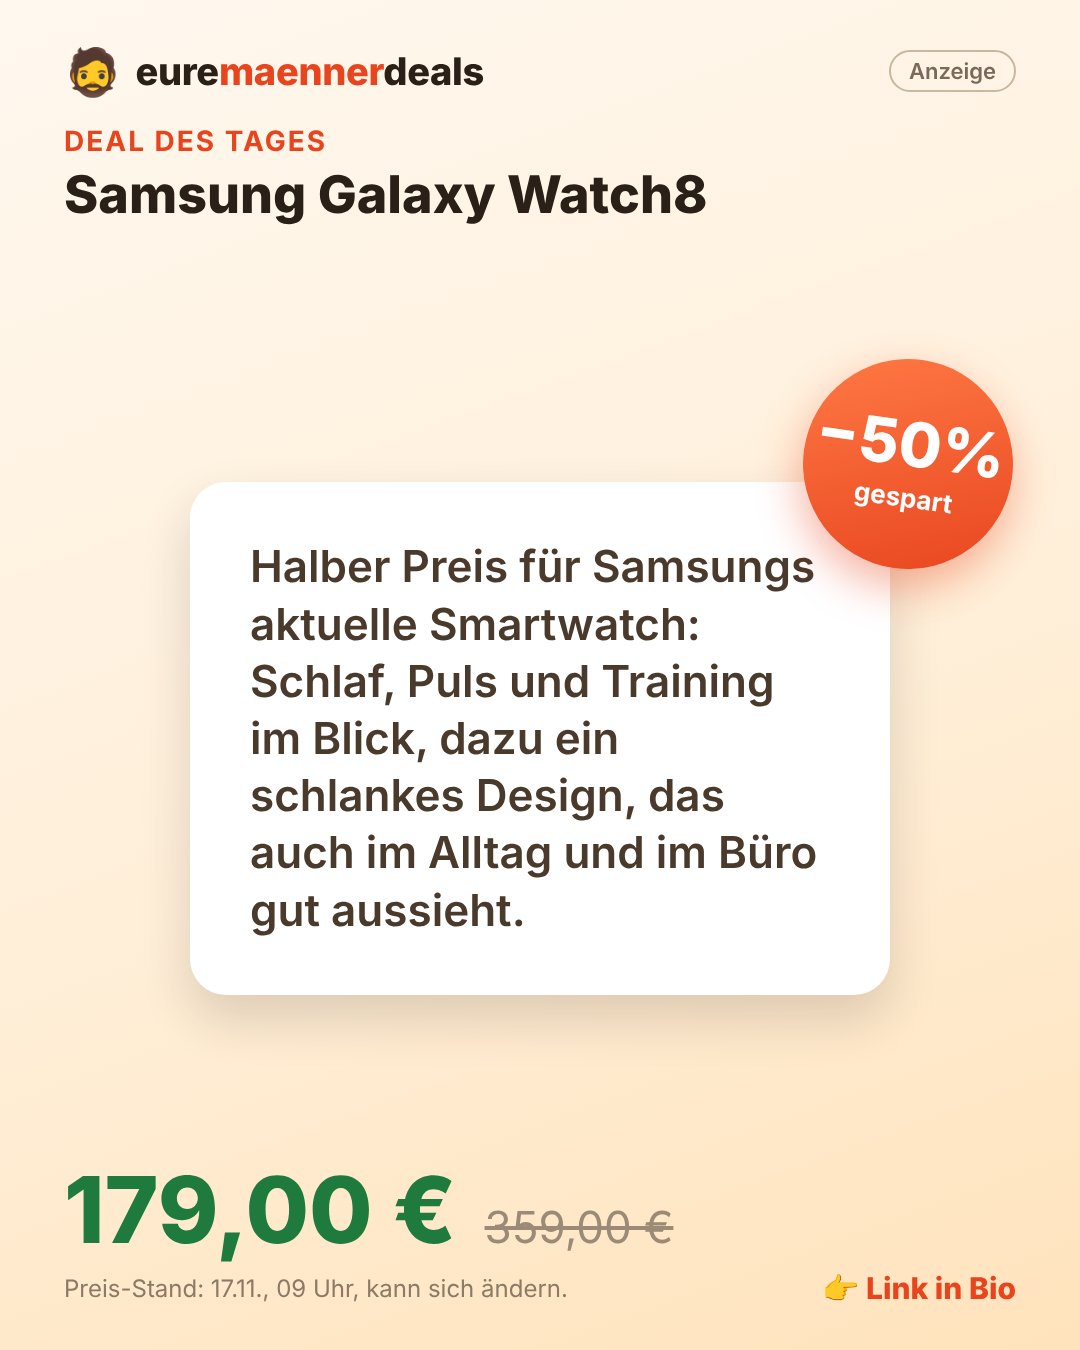 euremaennerdeals
Anzeige
DEAL DES TAGES
Samsung Galaxy Watch8
–50%
gespart
Halber Preis für Samsungs
aktuelle Smartwatch:
Schlaf, Puls und Training
im Blick, dazu ein
schlankes Design, das
auch im Alltag und im Büro
gut aussieht.
179,00 € 359,00 €
Preis-Stand: 17.11., 09 Uhr, kann sich ändern.
👉 Link in Bio